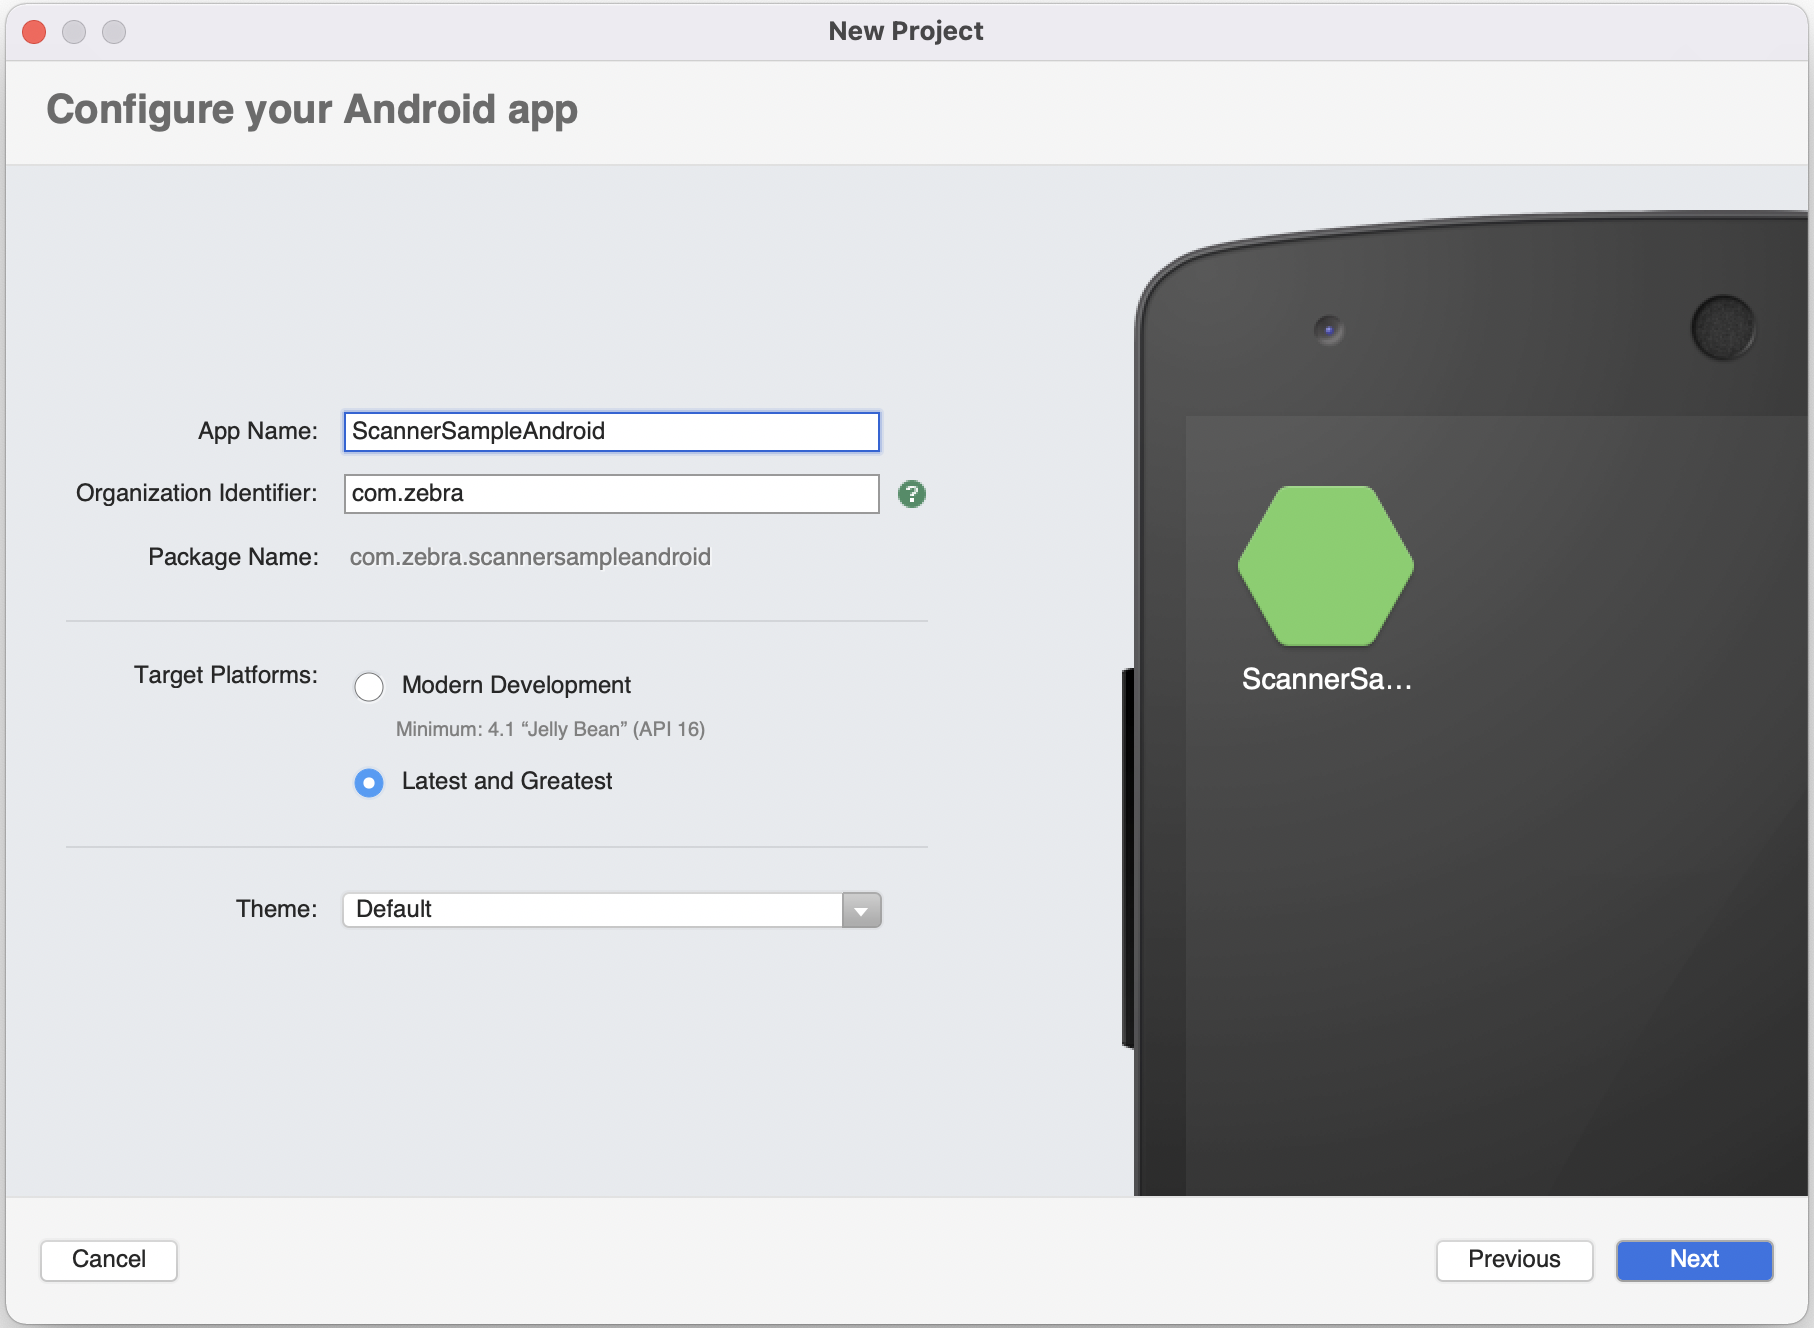 New Project
Configure your Android app
App Name: ScannerSampleAndroid
Organization Identifier: com.zebra ?
Package Name: com.zebra.scannersampleandroid
Target Platforms: Modern Development
Minimum: 4.1 “Jelly Bean” (API 16)
Latest and Greatest
Theme: Default
ScannerSa...
Cancel Previous Next